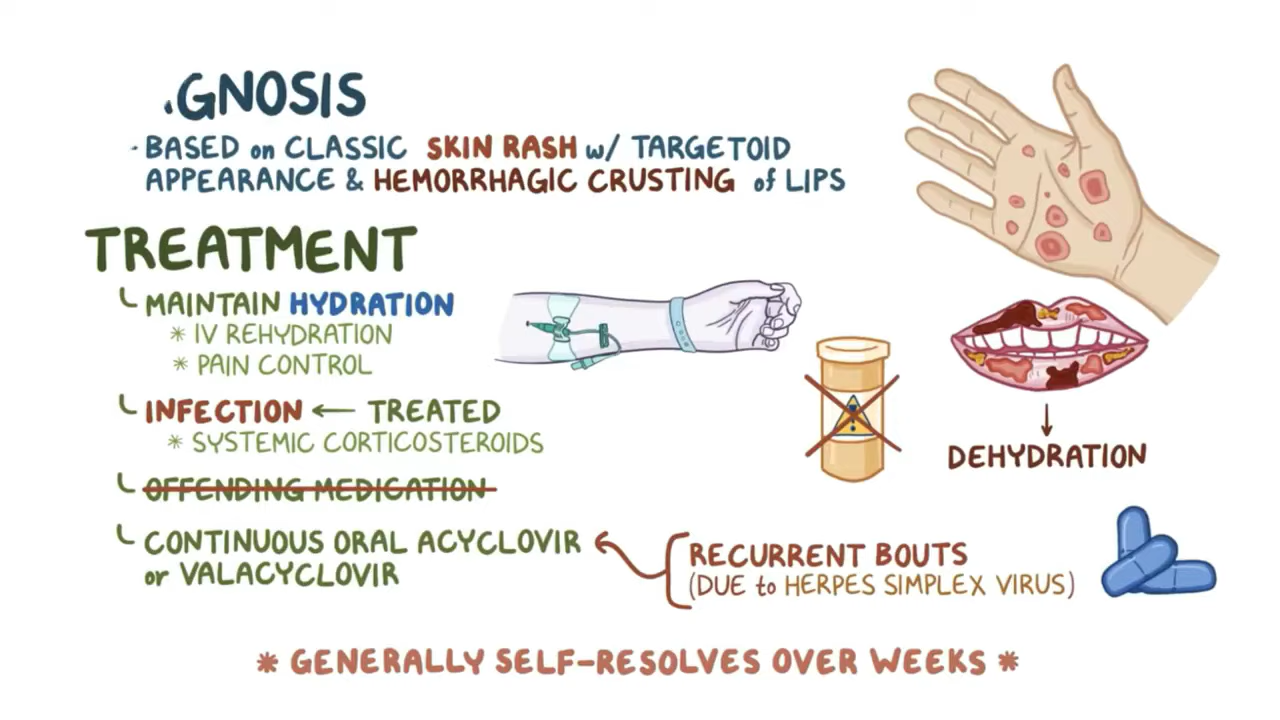 .GNOSIS
· BASED on CLASSIC SKIN RASH w/ TARGETOID
APPEARANCE & HEMORRHAGIC CRUSTING of LIPS
TREATMENT
MAINTAIN HYDRATION
* IV REHYDRATION
* PAIN CONTROL
INFECTION ← TREATED
* SYSTEMIC CORTICOSTEROIDS
OFFENDING MEDICATION
CONTINUOUS ORAL ACYCLOVIR
or VALACYCLOVIR
DEHYDRATION
RECURRENT BOUTS
(DUE to HERPES SIMPLEX VIRUS)
* GENERALLY SELF-RESOLVES OVER WEEKS *